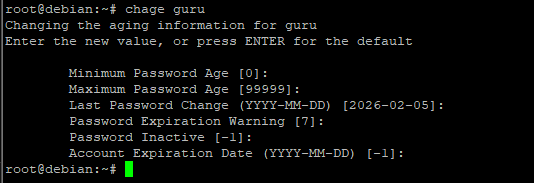 root@debian:~# chage guru
Changing the aging information for guru
Enter the new value, or press ENTER for the default
Minimum Password Age [0]:
Maximum Password Age [99999]:
Last Password Change (YYYY-MM-DD) [2026-02-05]:
Password Expiration Warning [7]:
Password Inactive [-1]:
Account Expiration Date (YYYY-MM-DD) [-1]:
root@debian:~#